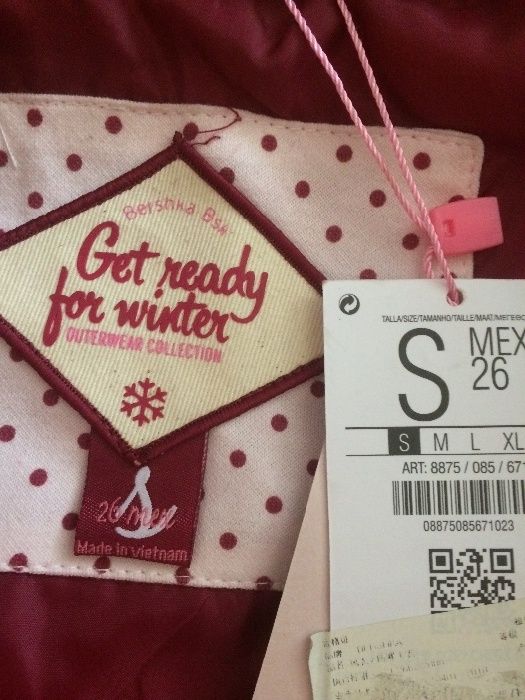 Bershka Bsk
Get ready
for winter
OUTERWEAR COLLECTION
S
26 mex
Made in vietnam
TALLA/SIZE/TAMANHO/TAILLE/MAAT/
S
MEX
26
S M L XL
ART: 8875 / 085 / 671
08875085671023